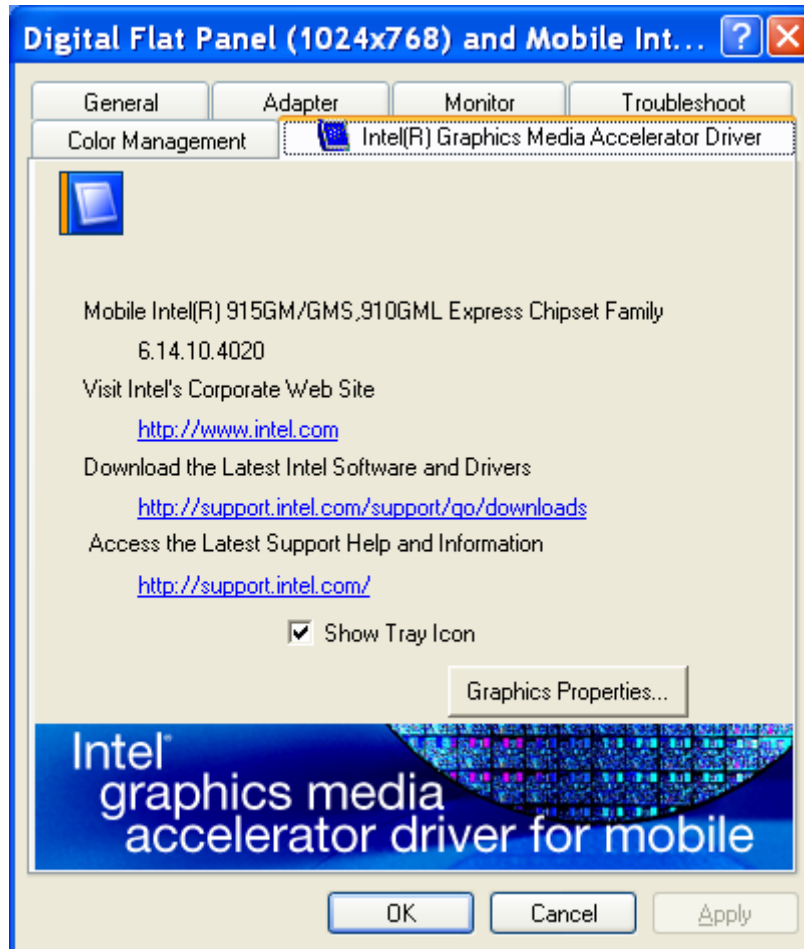 Digital Flat Panel (1024x768) and Mobile Int... ?
General Adapter Monitor Troubleshoot
Color Management Intel(R) Graphics Media Accelerator Driver
Mobile Intel(R) 915GM/GMS,910GML Express Chipset Family
6.14.10.4020
Visit Intel's Corporate Web Site
http://www.intel.com
Download the Latest Intel Software and Drivers
http://support.intel.com/support/go/downloads
Access the Latest Support Help and Information
http://support.intel.com/
Show Tray Icon
Graphics Properties...
Intel®
graphics media
accelerator driver for mobile
OK Cancel Apply